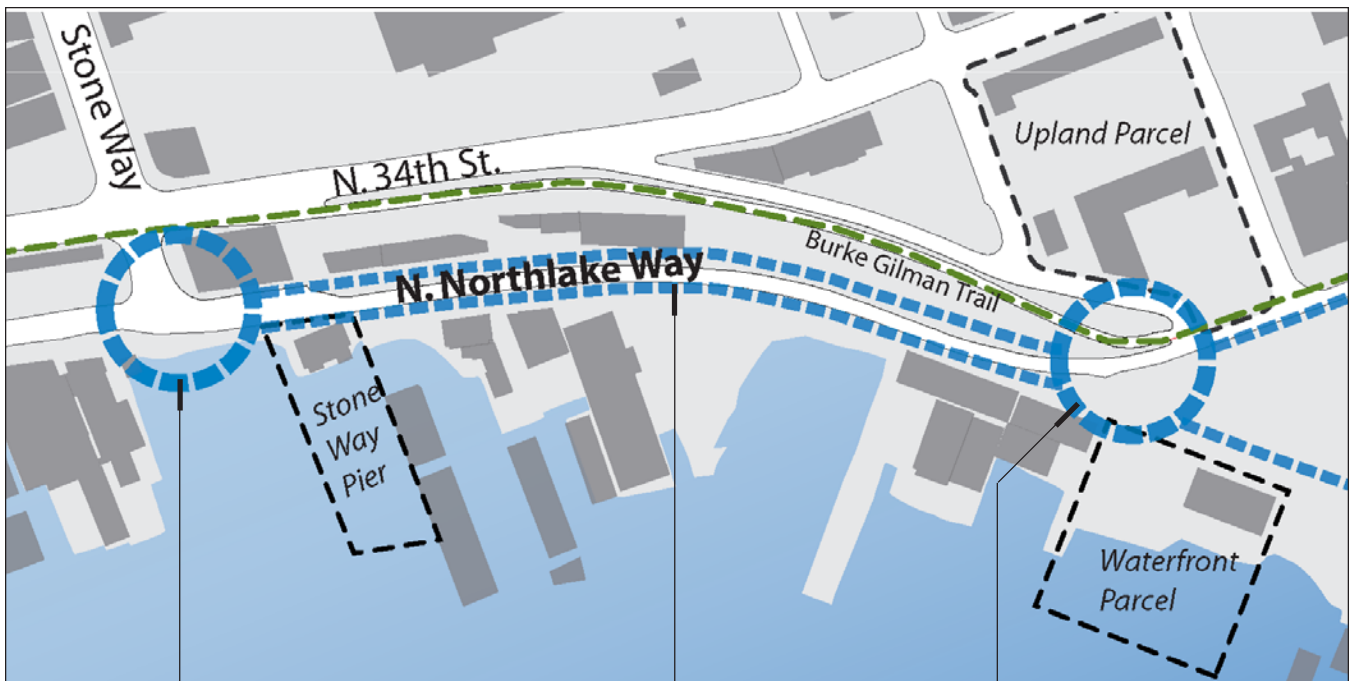 Stone Way
N. 34th St.
Upland Parcel
Burke Gilman Trail
N. Northlake Way
Stone
Way
Pier
Waterfront
Parcel